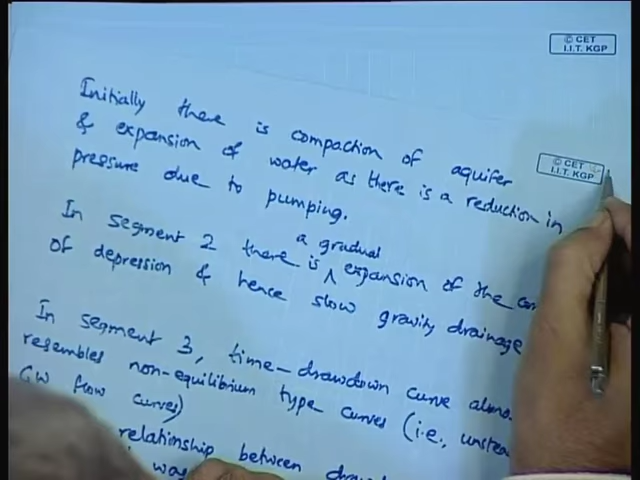 © CET
I.I.T. KGP
© CET
I.I.T. KGP
Initially there is compaction of aquifer
& expansion of water as there is a reduction in
pressure due to pumping.
In segment 2 there is ^ a gradual expansion of the
of depression & hence slow gravity drainage
In segment 3, time-drawdown curve
resembles non-equilibrium type curves (i.e.,
GW flow curves)
relationship between